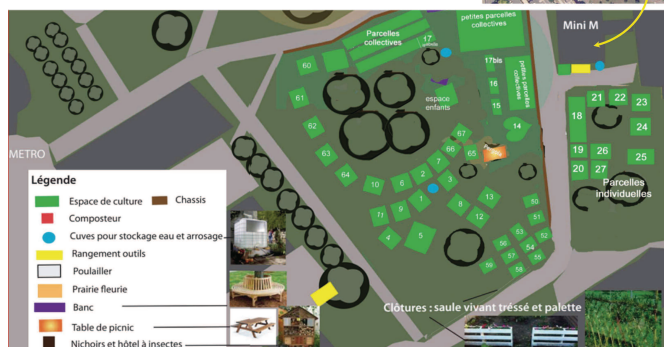 Mini M
Parcelles
collectives
petites parcelles
collectives
17
17bis
petites parcelles
collectives
16
15
espace
enfants
14
60
61
62
63
64
10
11
4
9
6
5
1
2
7
3
66
67
65
8
12
13
50
51
52
53
54
55
56
57
58
59
18
19
20
21
22
23
24
25
26
27
Parcelles
individuelles
METRO
Légende
Espace de culture
Chassis
Composteur
Cuves pour stockage eau et arrosage
Rangement outils
Poulailler
Prairie fleurie
Banc
Table de picnic
Nichoirs et hôtel à insectes
Clôtures : saule vivant tréssé et palette